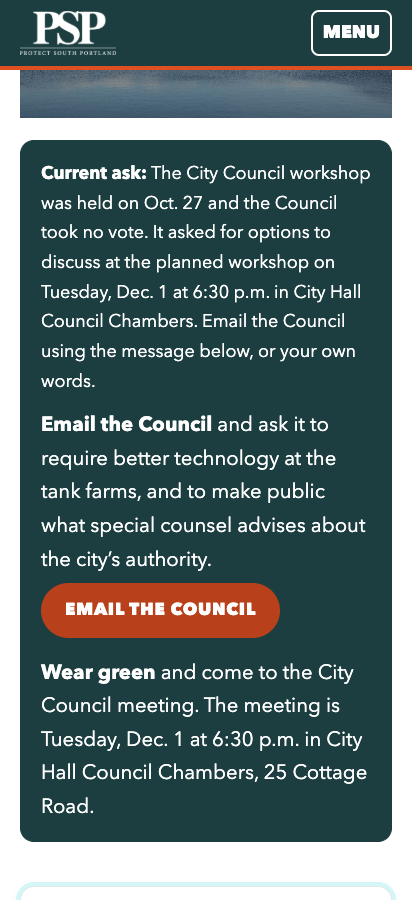 PSP
PROTECT SOUTH PORTLAND
MENU
Current ask: The City Council workshop
was held on Oct. 27 and the Council
took no vote. It asked for options to
discuss at the planned workshop on
Tuesday, Dec. 1 at 6:30 p.m. in City Hall
Council Chambers. Email the Council
using the message below, or your own
words.
Email the Council and ask it to
require better technology at the
tank farms, and to make public
what special counsel advises about
the city’s authority.
EMAIL THE COUNCIL
Wear green and come to the City
Council meeting. The meeting is
Tuesday, Dec. 1 at 6:30 p.m. in City
Hall Council Chambers, 25 Cottage
Road.